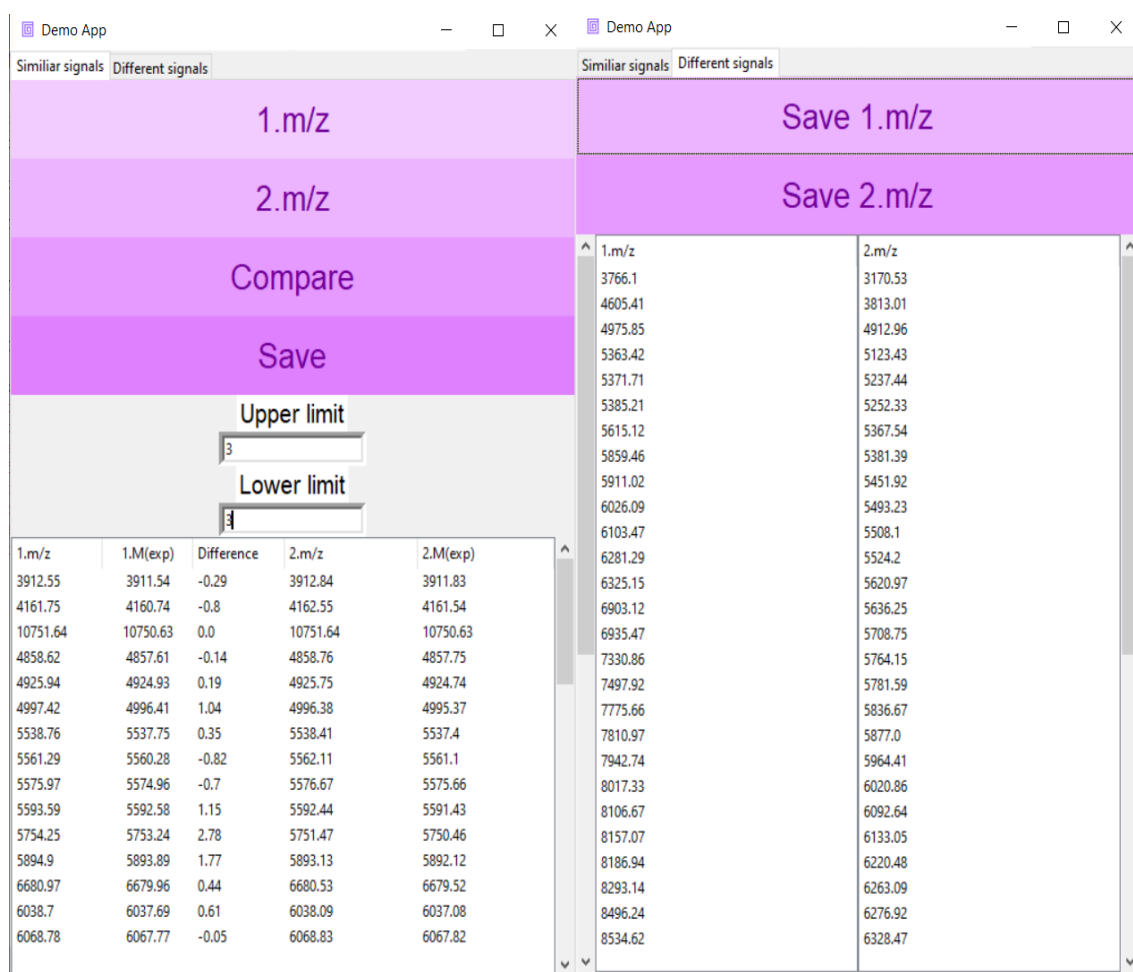 Demo App
Similiar signals Different signals
1.m/z
2.m/z
Compare
Save
Upper limit
3
Lower limit
3
1.m/z 1.M(exp) Difference 2.m/z 2.M(exp)
3912.55 3911.54 -0.29 3912.84 3911.83
4161.75 4160.74 -0.8 4162.55 4161.54
10751.64 10750.63 0.0 10751.64 10750.63
4858.62 4857.61 -0.14 4858.76 4857.75
4925.94 4924.93 0.19 4925.75 4924.74
4997.42 4996.41 1.04 4996.38 4995.37
5538.76 5537.75 0.35 5538.41 5537.4
5561.29 5560.28 -0.82 5562.11 5561.1
5575.97 5574.96 -0.7 5576.67 5575.66
5593.59 5592.58 1.15 5592.44 5591.43
5754.25 5753.24 2.78 5751.47 5750.46
5894.9 5893.89 1.77 5893.13 5892.12
6680.97 6679.96 0.44 6680.53 6679.52
6038.7 6037.69 0.61 6038.09 6037.08
6068.78 6067.77 -0.05 6068.83 6067.82
Demo App
Similiar signals Different signals
Save 1.m/z
Save 2.m/z
1.m/z 2.m/z
3766.1 3170.53
4605.41 3813.01
4975.85 4912.96
5363.42 5123.43
5371.71 5237.44
5385.21 5252.33
5615.12 5367.54
5859.46 5381.39
5911.02 5451.92
6026.09 5493.23
6103.47 5508.1
6281.29 5524.2
6325.15 5620.97
6903.12 5636.25
6935.47 5708.75
7330.86 5764.15
7497.92 5781.59
7775.66 5836.67
7810.97 5877.0
7942.74 5964.41
8017.33 6020.86
8106.67 6092.64
8157.07 6133.05
8186.94 6220.48
8293.14 6263.09
8496.24 6276.92
8534.62 6328.47